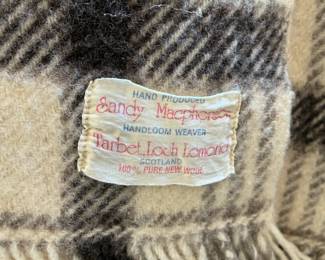 HAND PRODUCED
Sandy Macpherson
HANDLOOM WEAVER
Tarbet.. Loch Lomond
SCOTLAND
100% PURE NEW WOOL